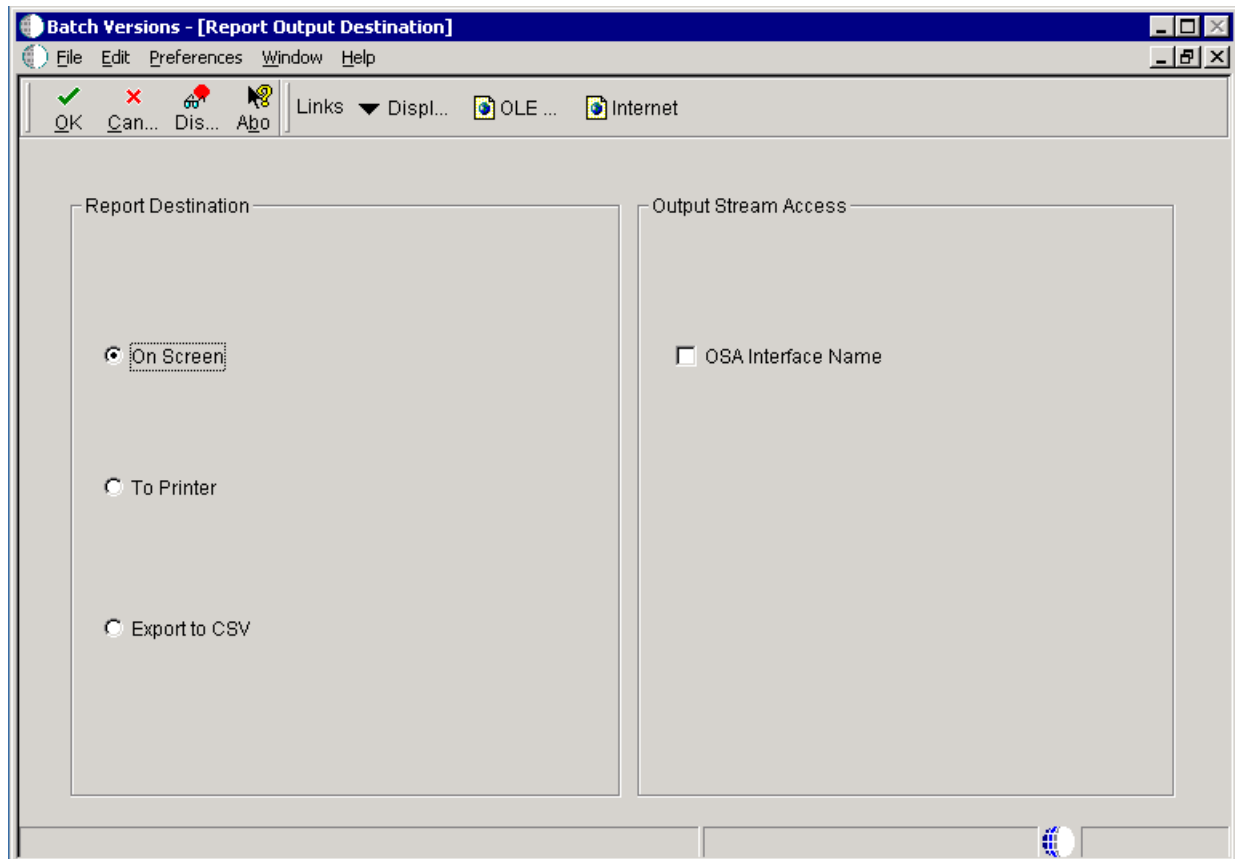 Batch Versions - [Report Output Destination]
File Edit Preferences Window Help
OK Can... Dis... Abo Links Displ... OLE ... Internet
Report Destination
Output Stream Access
On Screen
OSA Interface Name
To Printer
Export to CSV